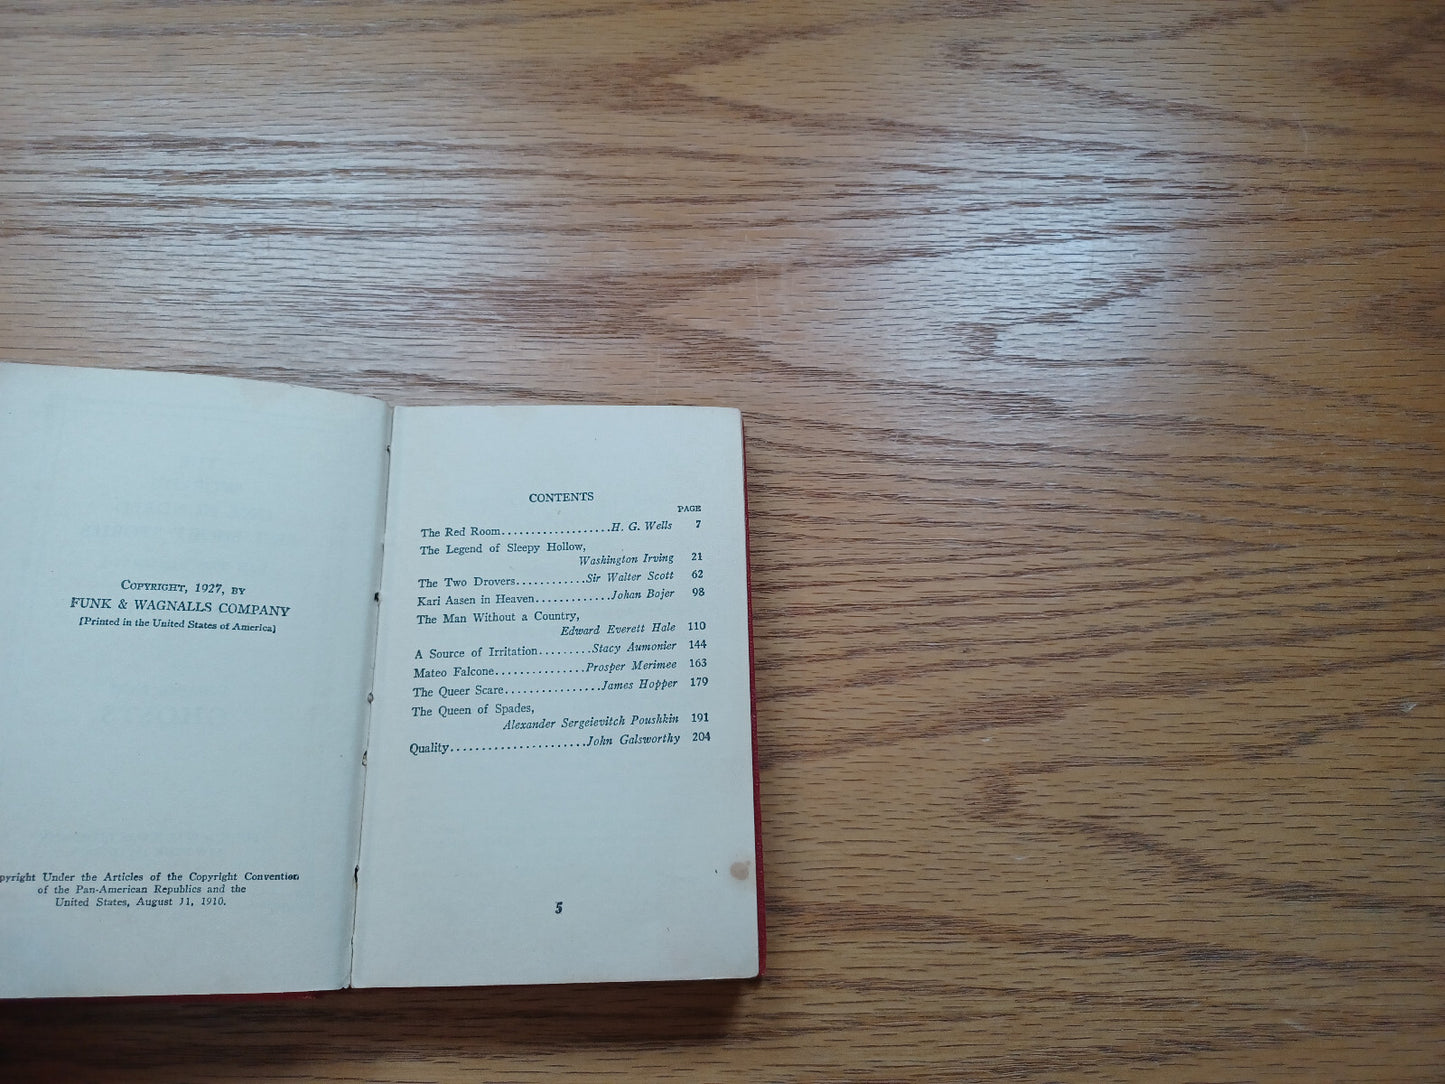 COPYRIGHT, 1927, BY
FUNK & WAGNALLS COMPANY
[Printed in the United States of America]
pyright Under the Articles of the Copyright Convention
of the Pan-American Republics and the
United States, August 11, 1910.
CONTENTS
PAGE
The Red Room...................H. G. Wells 7
The Legend of Sleepy Hollow,
Washington Irving 21
The Two Drovers............Sir Walter Scott 62
Kari Aasen in Heaven.............Johan Bojer 98
The Man Without a Country,
Edward Everett Hale 110
A Source of Irritation.........Stacy Aumonier 144
Mateo Falcone...............Prosper Merimee 163
The Queer Scare................James Hopper 179
The Queen of Spades,
Alexander Sergeievitch Poushkin 191
Quality......................John Galsworthy 204
5